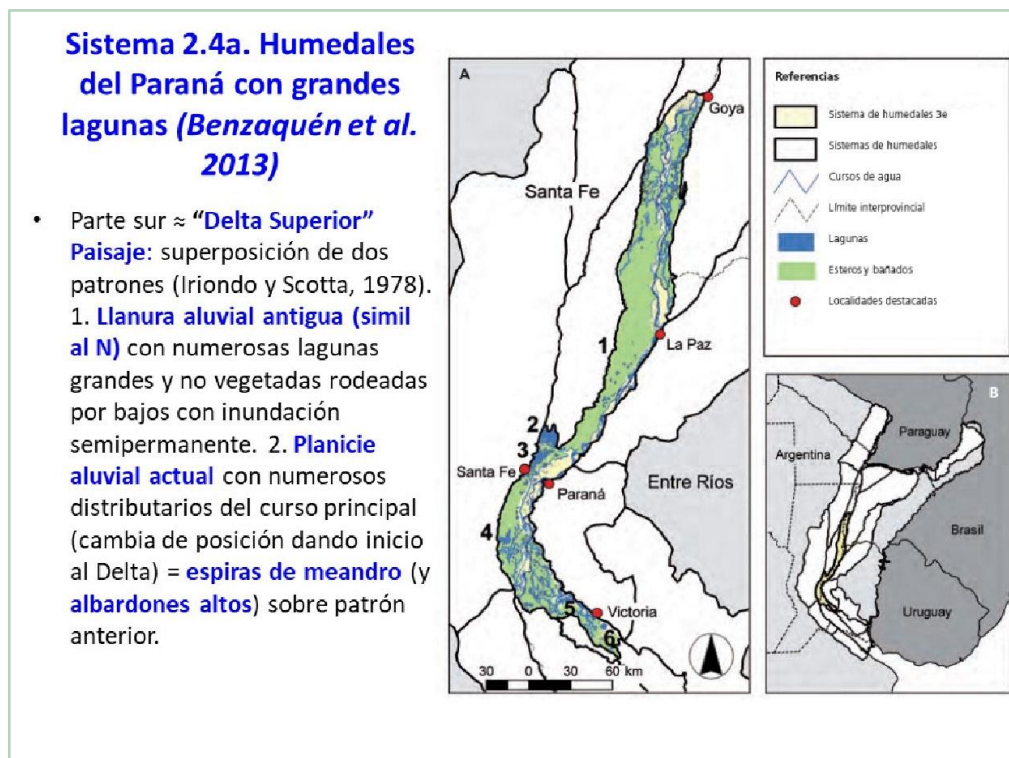 Sistema 2.4a. Humedales
del Paraná con grandes
lagunas (Benzaquén et al.
2013)
• Parte sur ≈ “Delta Superior”
Paisaje: superposición de dos
patrones (Iriondo y Scotta, 1978).
1. Llanura aluvial antigua (simil
al N) con numerosas lagunas
grandes y no vegetadas rodeadas
por bajos con inundación
semipermanente. 2. Planicie
aluvial actual con numerosos
distributarios del curso principal
(cambia de posición dando inicio
al Delta) = espiras de meandro (y
albardones altos) sobre patrón
anterior.
A
Goya
Santa Fe
1
La Paz
2
3
Santa Fe
Paraná
Entre Ríos
4
5
Victoria
6
30 0 30 60 km
Referencias
Sistema de humedales 3e
Sistemas de humedales
Cursos de agua
Límite interprovincial
Lagunas
Esteros y bañados
Localidades destacadas
B
Paraguay
Argentina
Brasil
Uruguay